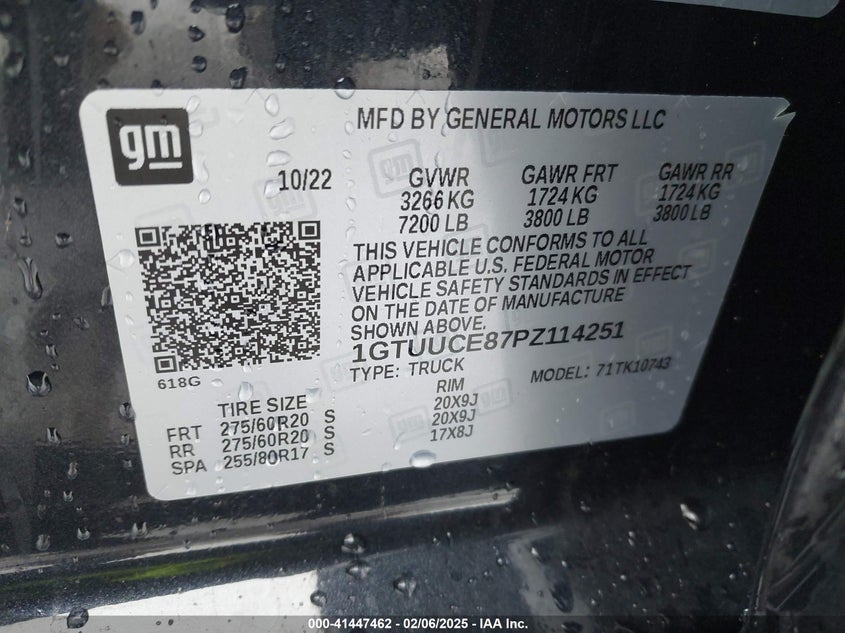 gm
MFD BY GENERAL MOTORS LLC
10/22
GVWR GAWR FRT GAWR RR
3266 KG 1724 KG 1724 KG
7200 LB 3800 LB 3800 LB
THIS VEHICLE CONFORMS TO ALL
APPLICABLE U.S. FEDERAL MOTOR
VEHICLE SAFETY STANDARDS IN EFFECT
ON THE DATE OF MANUFACTURE
SHOWN ABOVE.
1GTUUCE87PZ114251
618G
TYPE: TRUCK MODEL: 71TK10743
TIRE SIZE RIM
FRT 275/60R20 S 20X9J
RR 275/60R20 S 20X9J
SPA 255/80R17 S 17X8J
000-41447462 - 02/06/2025 - IAA Inc.